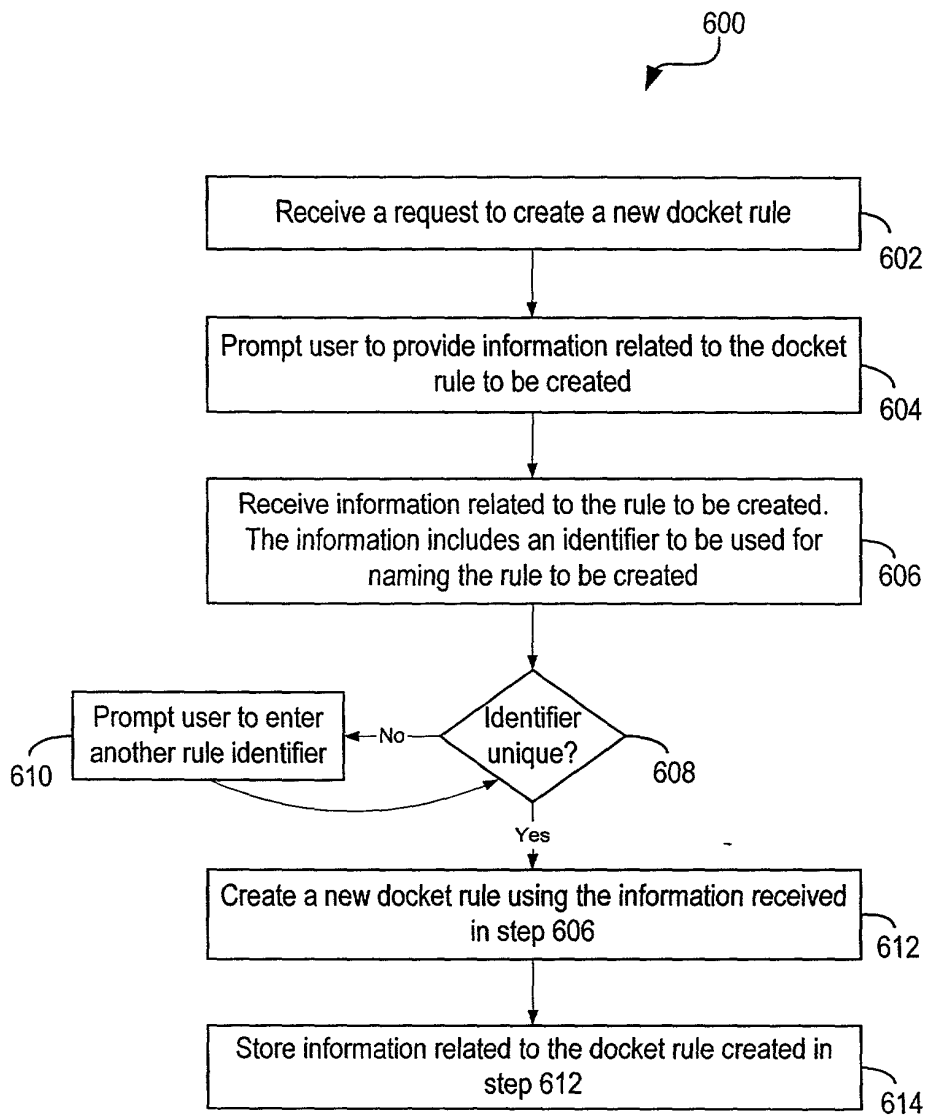 600
Receive a request to create a new docket rule
602
Prompt user to provide information related to the docket
rule to be created
604
Receive information related to the rule to be created.
The information includes an identifier to be used for
naming the rule to be created
606
Identifier
unique?
608
No
Prompt user to enter
another rule identifier
610
Yes
Create a new docket rule using the information received
in step 606
612
Store information related to the docket rule created in
step 612
614